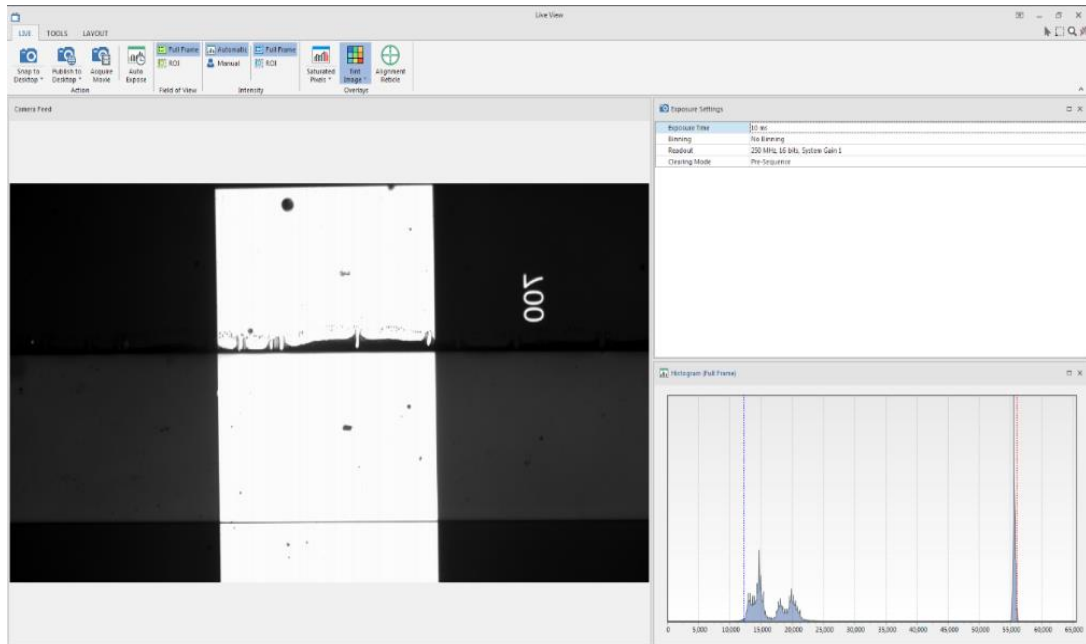 Live View
LIVE TOOLS LAYOUT
Full Frame Automatic Full Frame
ROI Manual ROI
Snap to Desktop Publish to Desktop Acquire Movie Auto Expose Saturated Pixels Tint Image Alignment Reticle
Action Field of View Intensity Overlays
Camera Feed
Exposure Settings
Exposure Time 10 ms
Binning No Binning
Readout 250 MHz, 16 bits, System Gain 1
Clearing Mode Pre-Sequence
700
Histogram (Full Frame)
0 5,000 10,000 15,000 20,000 25,000 30,000 35,000 40,000 45,000 50,000 55,000 60,000 65,000